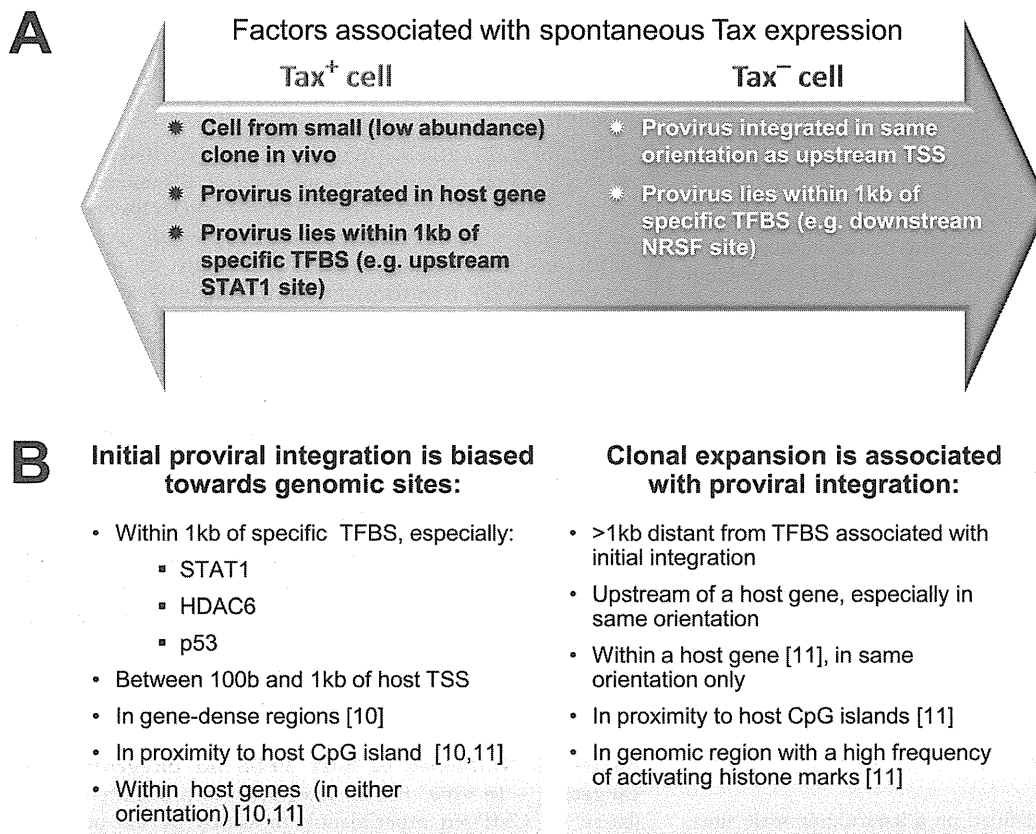 A
Factors associated with spontaneous Tax expression
Tax⁺ cell
Tax⁻ cell
Cell from small (low abundance)
clone in vivo
Provirus integrated in host gene
Provirus lies within 1kb of
specific TFBS (e.g. upstream
STAT1 site)
Provirus integrated in same
orientation as upstream TSS
Provirus lies within 1kb of
specific TFBS (e.g. downstream
NRSF site)
B
Initial proviral integration is biased
towards genomic sites:
• Within 1kb of specific TFBS, especially:
▪ STAT1
▪ HDAC6
▪ p53
• Between 100b and 1kb of host TSS
• In gene-dense regions [10]
• In proximity to host CpG island [10,11]
• Within host genes (in either
orientation) [10,11]
Clonal expansion is associated
with proviral integration:
• >1kb distant from TFBS associated with
initial integration
• Upstream of a host gene, especially in
same orientation
• Within a host gene [11], in same
orientation only
• In proximity to host CpG islands [11]
• In genomic region with a high frequency
of activating histone marks [11]